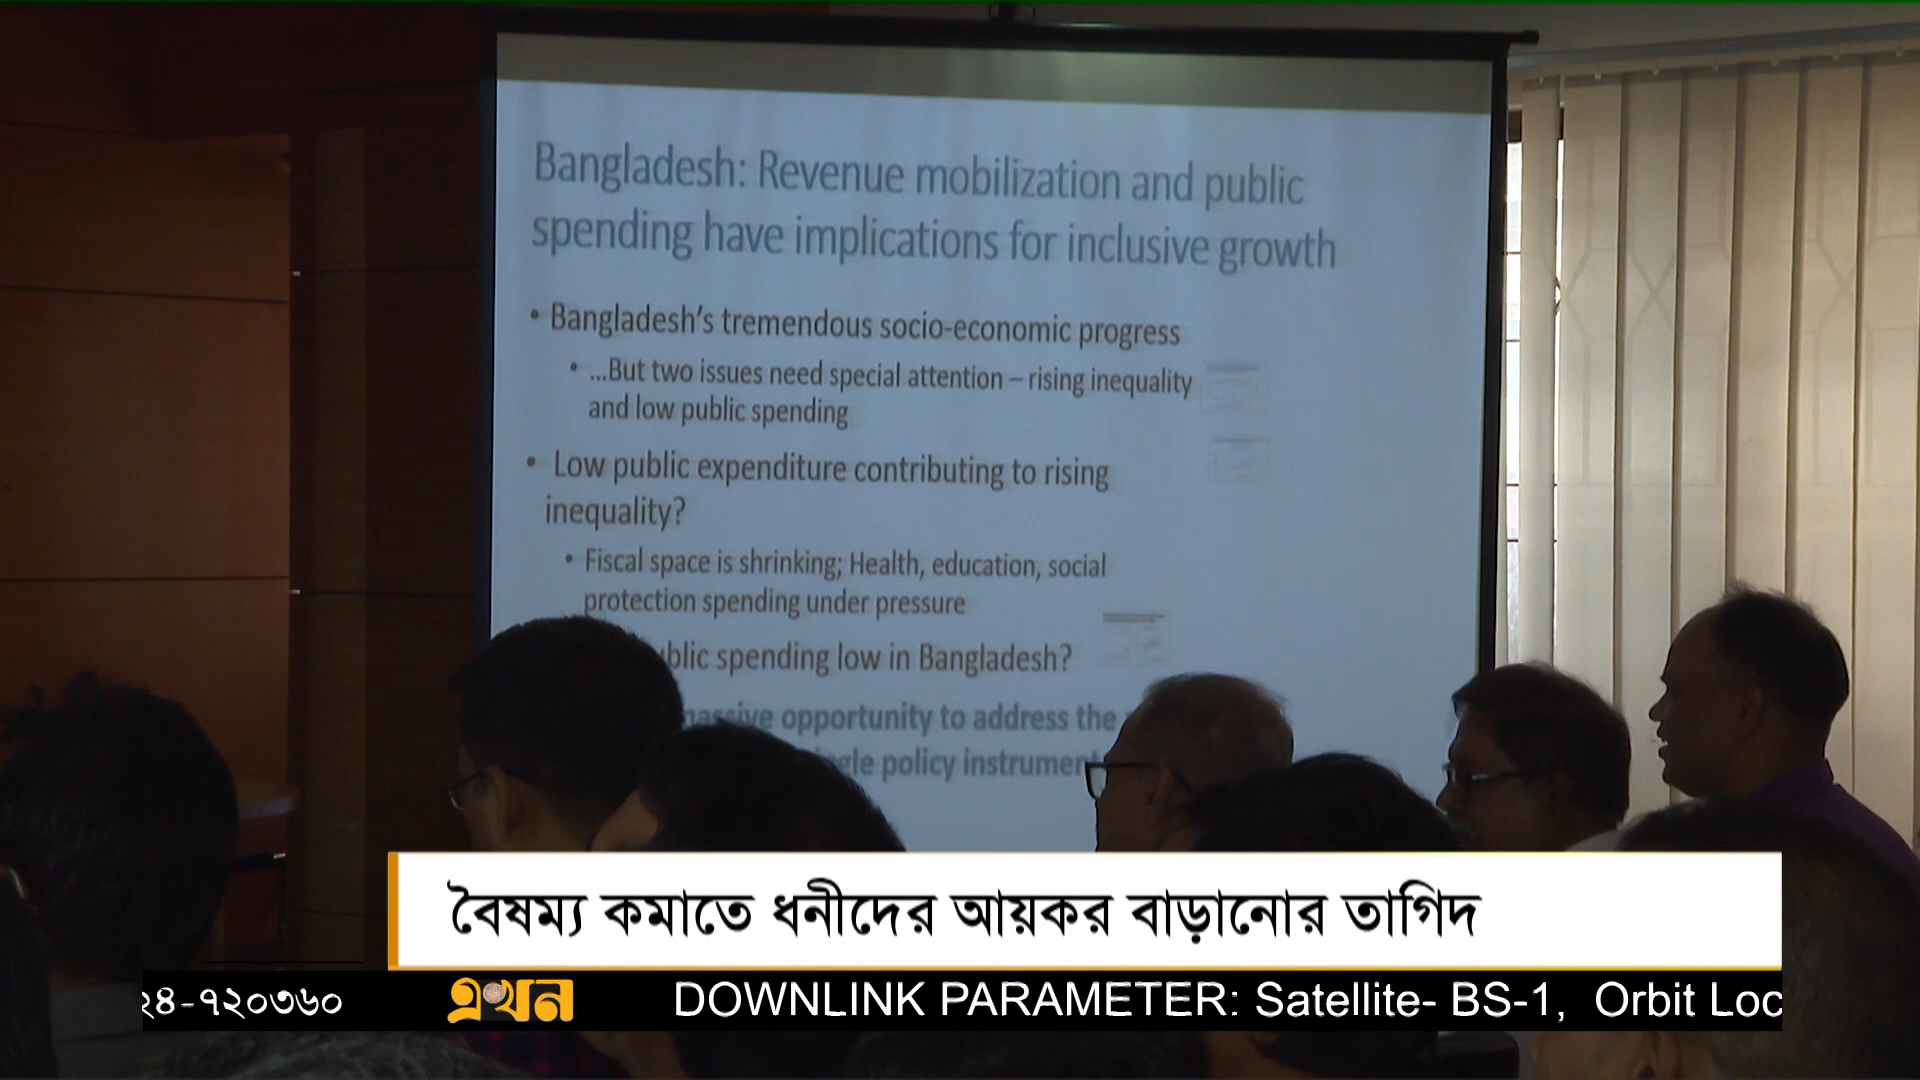 Bangladesh: Revenue mobilization and public
spending have implications for inclusive growth
• Bangladesh's tremendous socio-economic progress
• ...But two issues need special attention – rising inequality
and low public spending
• Low public expenditure contributing to rising
inequality?
• Fiscal space is shrinking; Health, education, social
protection spending under pressure
spending low in Bangladesh?
massive opportunity to address the
policy instrument
বৈষম্য কমাতে ধনীদের আয়কর বাড়ানোর তাগিদ
২৪-৭২০৩৬০ এখন DOWNLINK PARAMETER: Satellite- BS-1, Orbit Loc